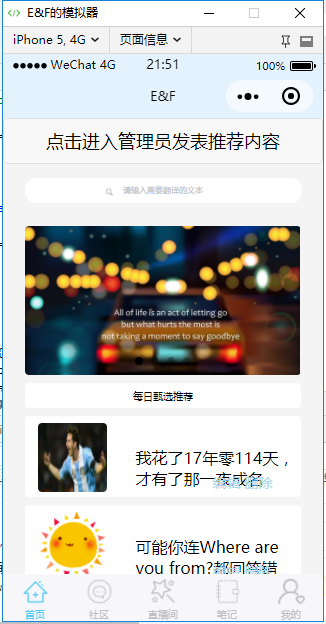 E&F的模拟器
iPhone 5, 4G
页面信息
WeChat 4G
21:51
100%
E&F
点击进入管理员发表推荐内容
请输入需要翻译的文本
All of life is an act of letting go
but what hurts the most is
not taking a moment to say goodbye
每日甄选推荐
我花了17年零114天，
才有了那一夜成名
编辑 删除
可能你连Where are
you from?都回答错
首页
社区
直播间
笔记
我的